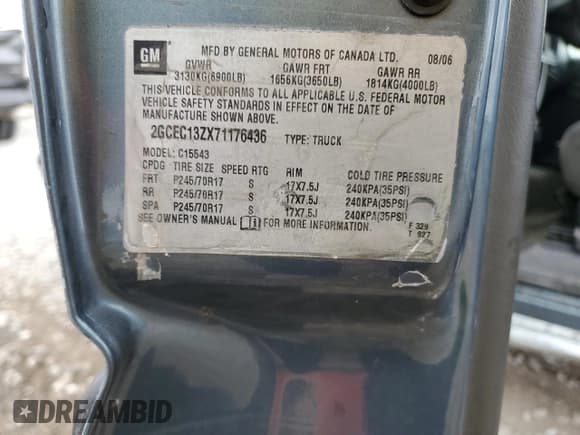 GM
MFD BY GENERAL MOTORS OF CANADA LTD. 08/06
GVWR GAWR FRT GAWR RR
3130KG(6900LB) 1656KG(3650LB) 1814KG(4000LB)
THIS VEHICLE CONFORMS TO ALL APPLICABLE U.S. FEDERAL MOTOR
VEHICLE SAFETY STANDARDS IN EFFECT ON THE DATE OF
MANUFACTURE SHOWN ABOVE.
2GCEC13ZX71176436 TYPE: TRUCK
MODEL: C15543
CPDG TIRE SIZE SPEED RTG RIM COLD TIRE PRESSURE
FRT P245/70R17 S 17X7.5J 240KPA(35PSI)
RR P245/70R17 S 17X7.5J 240KPA(35PSI)
SPA P245/70R17 S 17X7.5J 240KPA(35PSI)
SEE OWNER'S MANUAL FOR MORE INFORMATION.
F 329
T 927
DREAMBID